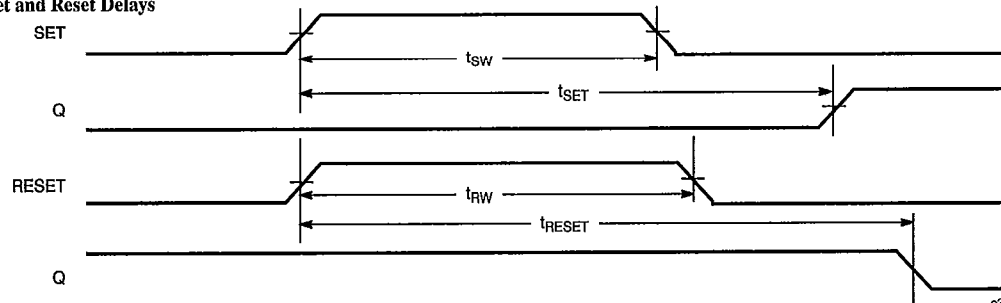 et and Reset Delays
SET
tSW
tSET
Q
RESET
tRW
tRESET
Q